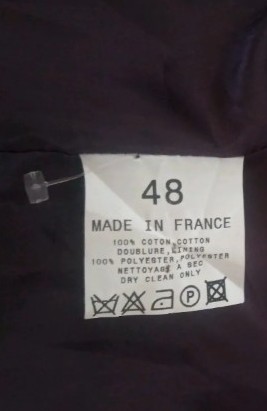 48
MADE IN FRANCE
100% COTON,COTTON
DOUBLURE,LINING
100% POLYESTER,POLYESTER
NETTOYAGE A SEC
DRY CLEAN ONLY
P